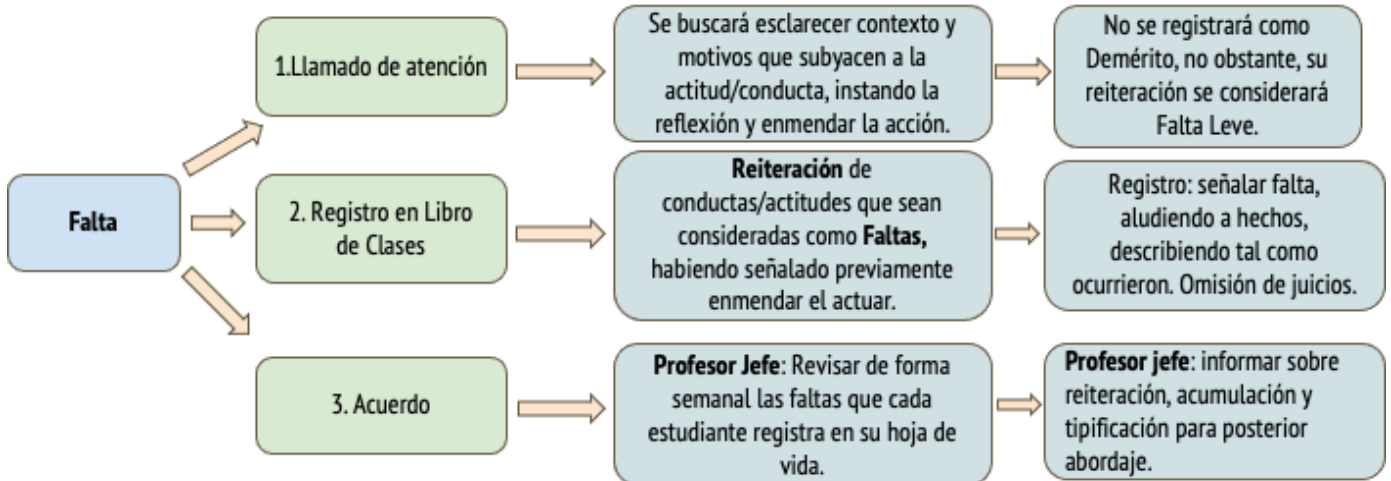 Falta
1.Llamado de atención
Se buscará esclarecer contexto y
motivos que subyacen a la
actitud/conducta, instando la
reflexión y enmendar la acción.
No se registrará como
Demérito, no obstante, su
reiteración se considerará
Falta Leve.
2. Registro en Libro
de Clases
Reiteración de
conductas/actitudes que sean
consideradas como Faltas,
habiendo señalado previamente
enmendar el actuar.
Registro: señalar falta,
aludiendo a hechos,
describiendo tal como
ocurrieron. Omisión de juicios.
3. Acuerdo
Profesor Jefe: Revisar de forma
semanal las faltas que cada
estudiante registra en su hoja de
vida.
Profesor jefe: informar sobre
reiteración, acumulación y
tipificación para posterior
abordaje.